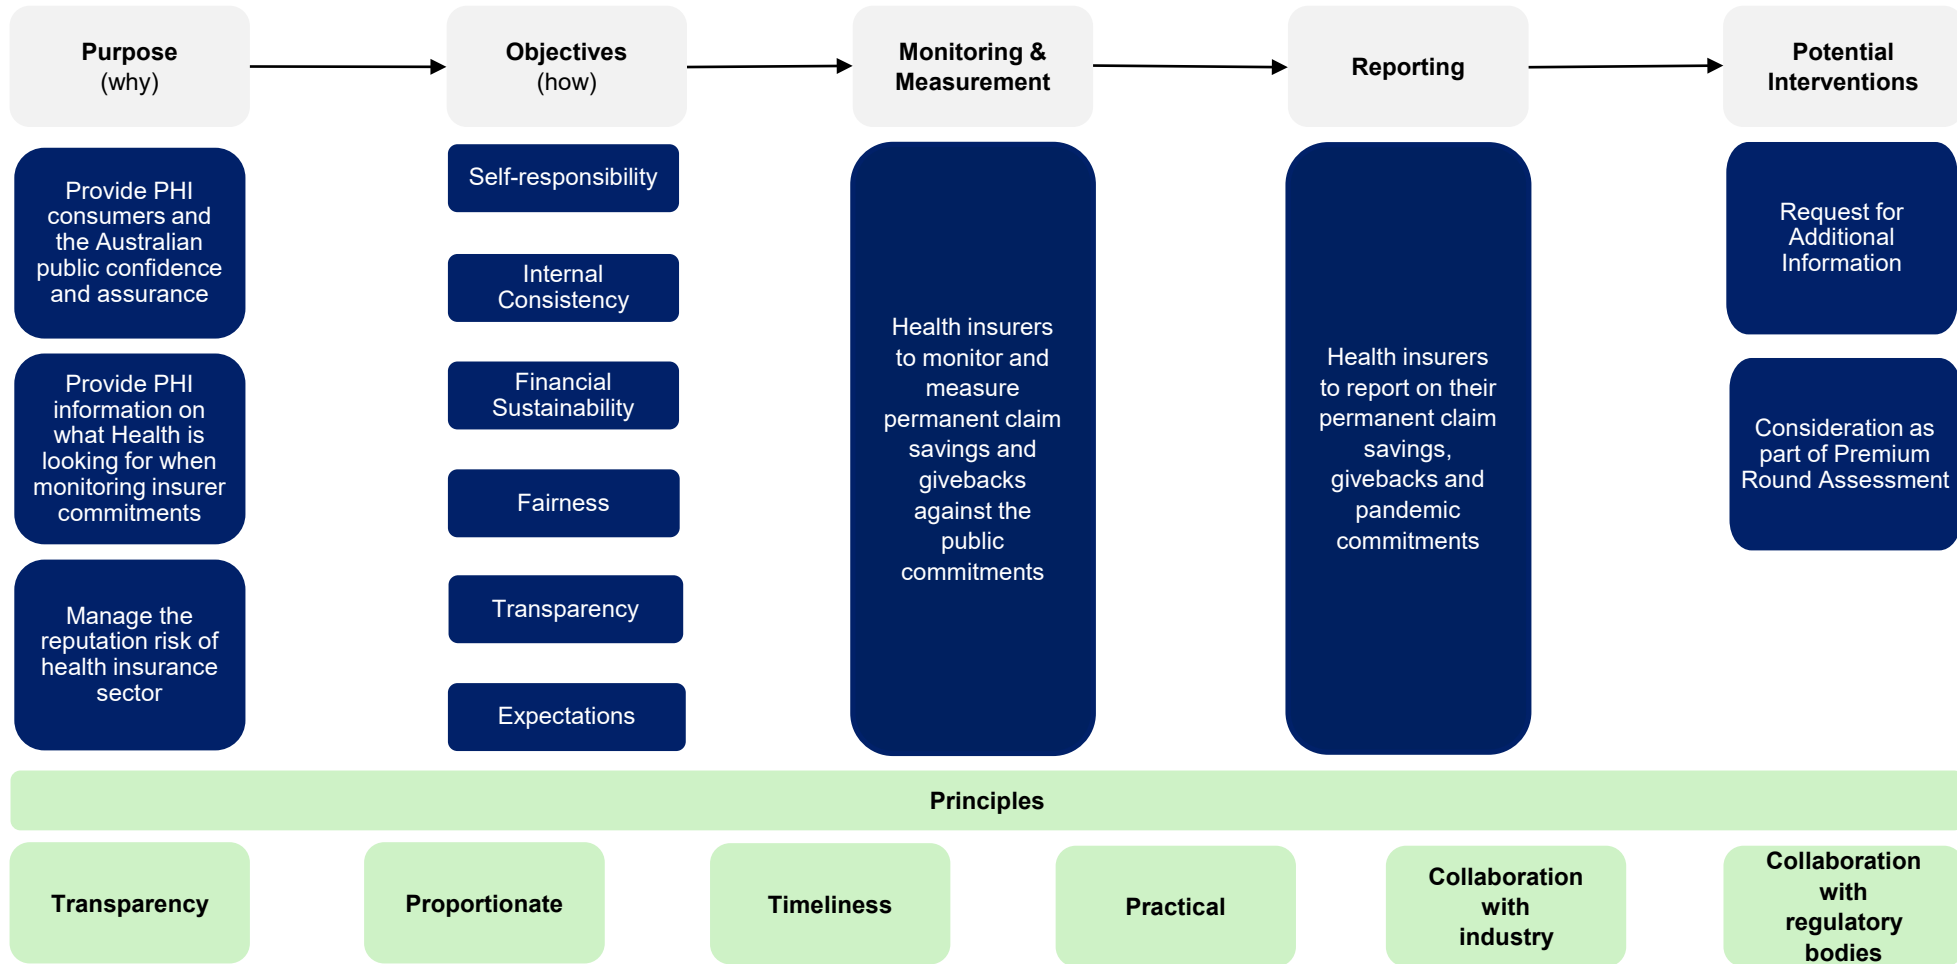 Purpose
(why)
Objectives
(how)
Monitoring &
Measurement
Reporting
Potential
Interventions
Provide PHI
consumers and
the Australian
public confidence
and assurance
Provide PHI
information on
what Health is
looking for when
monitoring insurer
commitments
Manage the
reputation risk of
health insurance
sector
Self-responsibility
Internal
Consistency
Financial
Sustainability
Fairness
Transparency
Expectations
Health insurers
to monitor and
measure
permanent claim
savings and
givebacks
against the
public
commitments
Health insurers
to report on their
permanent claim
savings,
givebacks and
pandemic
commitments
Request for
Additional
Information
Consideration as
part of Premium
Round Assessment
Principles
Transparency
Proportionate
Timeliness
Practical
Collaboration
with
industry
Collaboration
with
regulatory
bodies